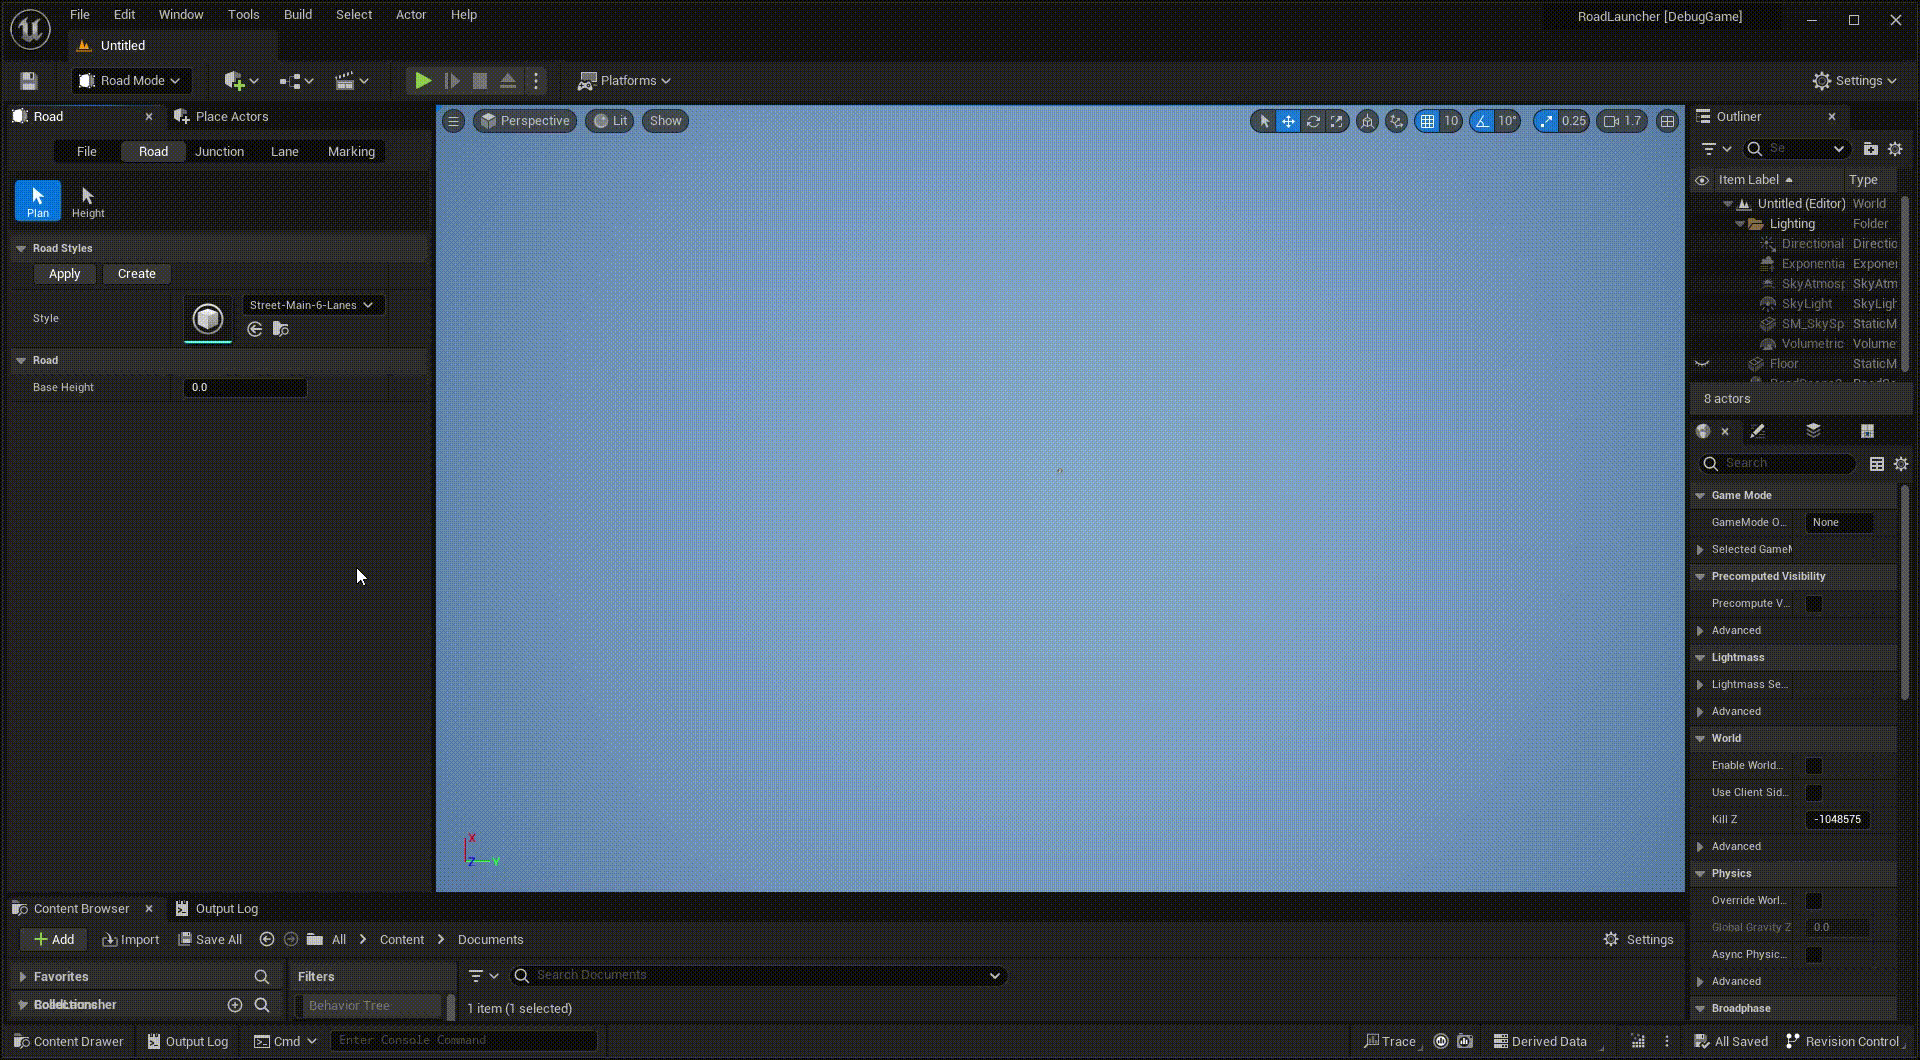 File Edit Window Tools Build Select Actor Help
RoadLauncher [DebugGame]
Untitled
Road Mode
Platforms
Settings
Road
Place Actors
File Road Junction Lane Marking
Plan
Height
Road Styles
Apply Create
Style
Street-Main-6-Lanes
Road
Base Height
0.0
Perspective
Lit
Show
10
10°
0.25
1.7
X
Z
Y
Outliner
Se
Item Label Type
Untitled (Editor) World
Lighting Folder
Directional Directic
Exponentia Exponer
SkyAtmosp SkyAtm
SkyLight SkyLigh
SM_SkySp StaticM
Volumetric Volume
Floor StaticM
8 actors
Search
Game Mode
GameMode O... None
Selected GameM
Precomputed Visibility
Precompute V...
Advanced
Lightmass
Lightmass Se...
Advanced
World
Enable World...
Use Client Sid...
Kill Z -1048575
Advanced
Physics
Override Worl...
Global Gravity Z 0.0
Async Physic...
Advanced
Broadphase
Content Browser
Output Log
Add
Import
Save All
All Content Documents
Settings
Favorites
Filters
Search Documents
Collections
Behavior Tree
1 item (1 selected)
Content Drawer
Output Log
Cmd
Enter Console Command
Trace
Derived Data
All Saved
Revision Control